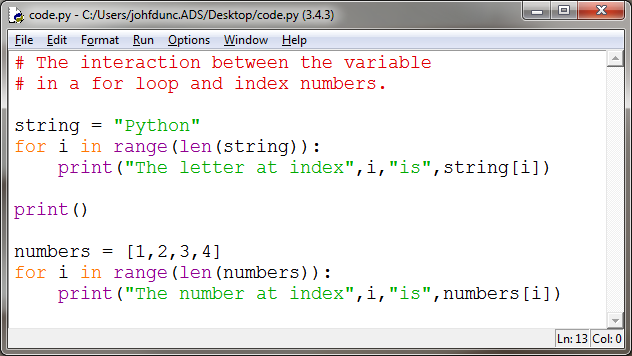 code.py - C:/Users/johfdunc.ADS/Desktop/code.py (3.4.3)
File Edit Format Run Options Window Help
# The interaction between the variable
# in a for loop and index numbers.

string = "Python"
for i in range(len(string)):
    print("The letter at index",i,"is",string[i])

print()

numbers = [1,2,3,4]
for i in range(len(numbers)):
    print("The number at index",i,"is",numbers[i])
Ln: 13 Col: 0